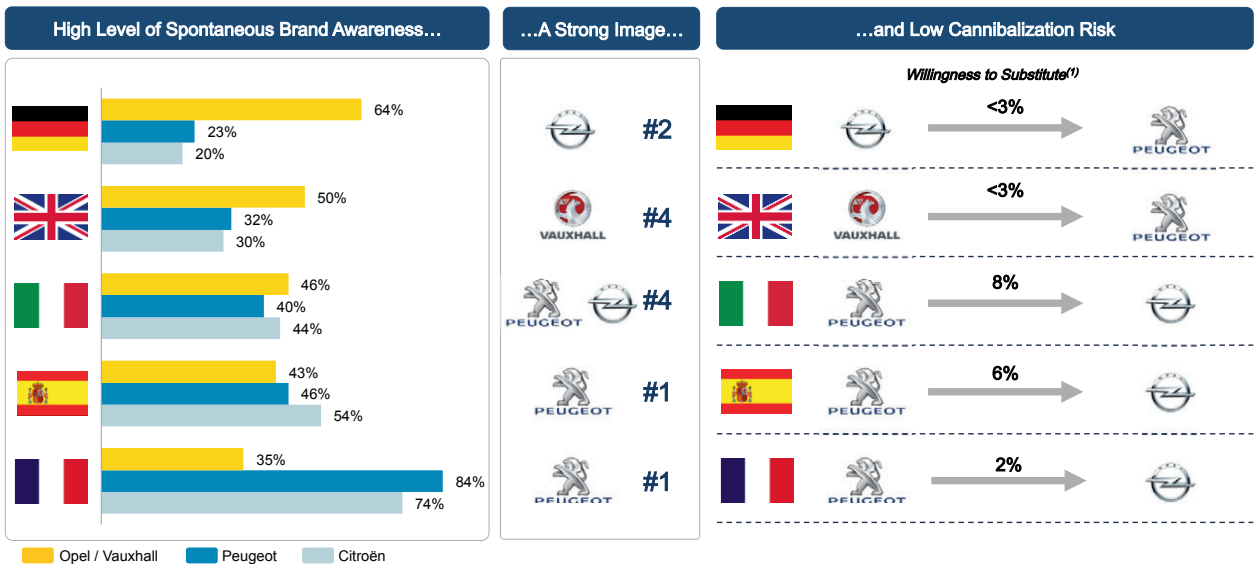 High Level of Spontaneous Brand Awareness…
…A Strong Image…
…and Low Cannibalization Risk
64%
23%
20%
50%
32%
30%
46%
40%
44%
43%
46%
54%
35%
84%
74%
Opel / Vauxhall
Peugeot
Citroën
#2
VAUXHALL
#4
PEUGEOT
#4
PEUGEOT
#1
PEUGEOT
#1
Willingness to Substitute(1)
<3%
PEUGEOT
VAUXHALL
<3%
PEUGEOT
PEUGEOT
8%
PEUGEOT
6%
PEUGEOT
2%